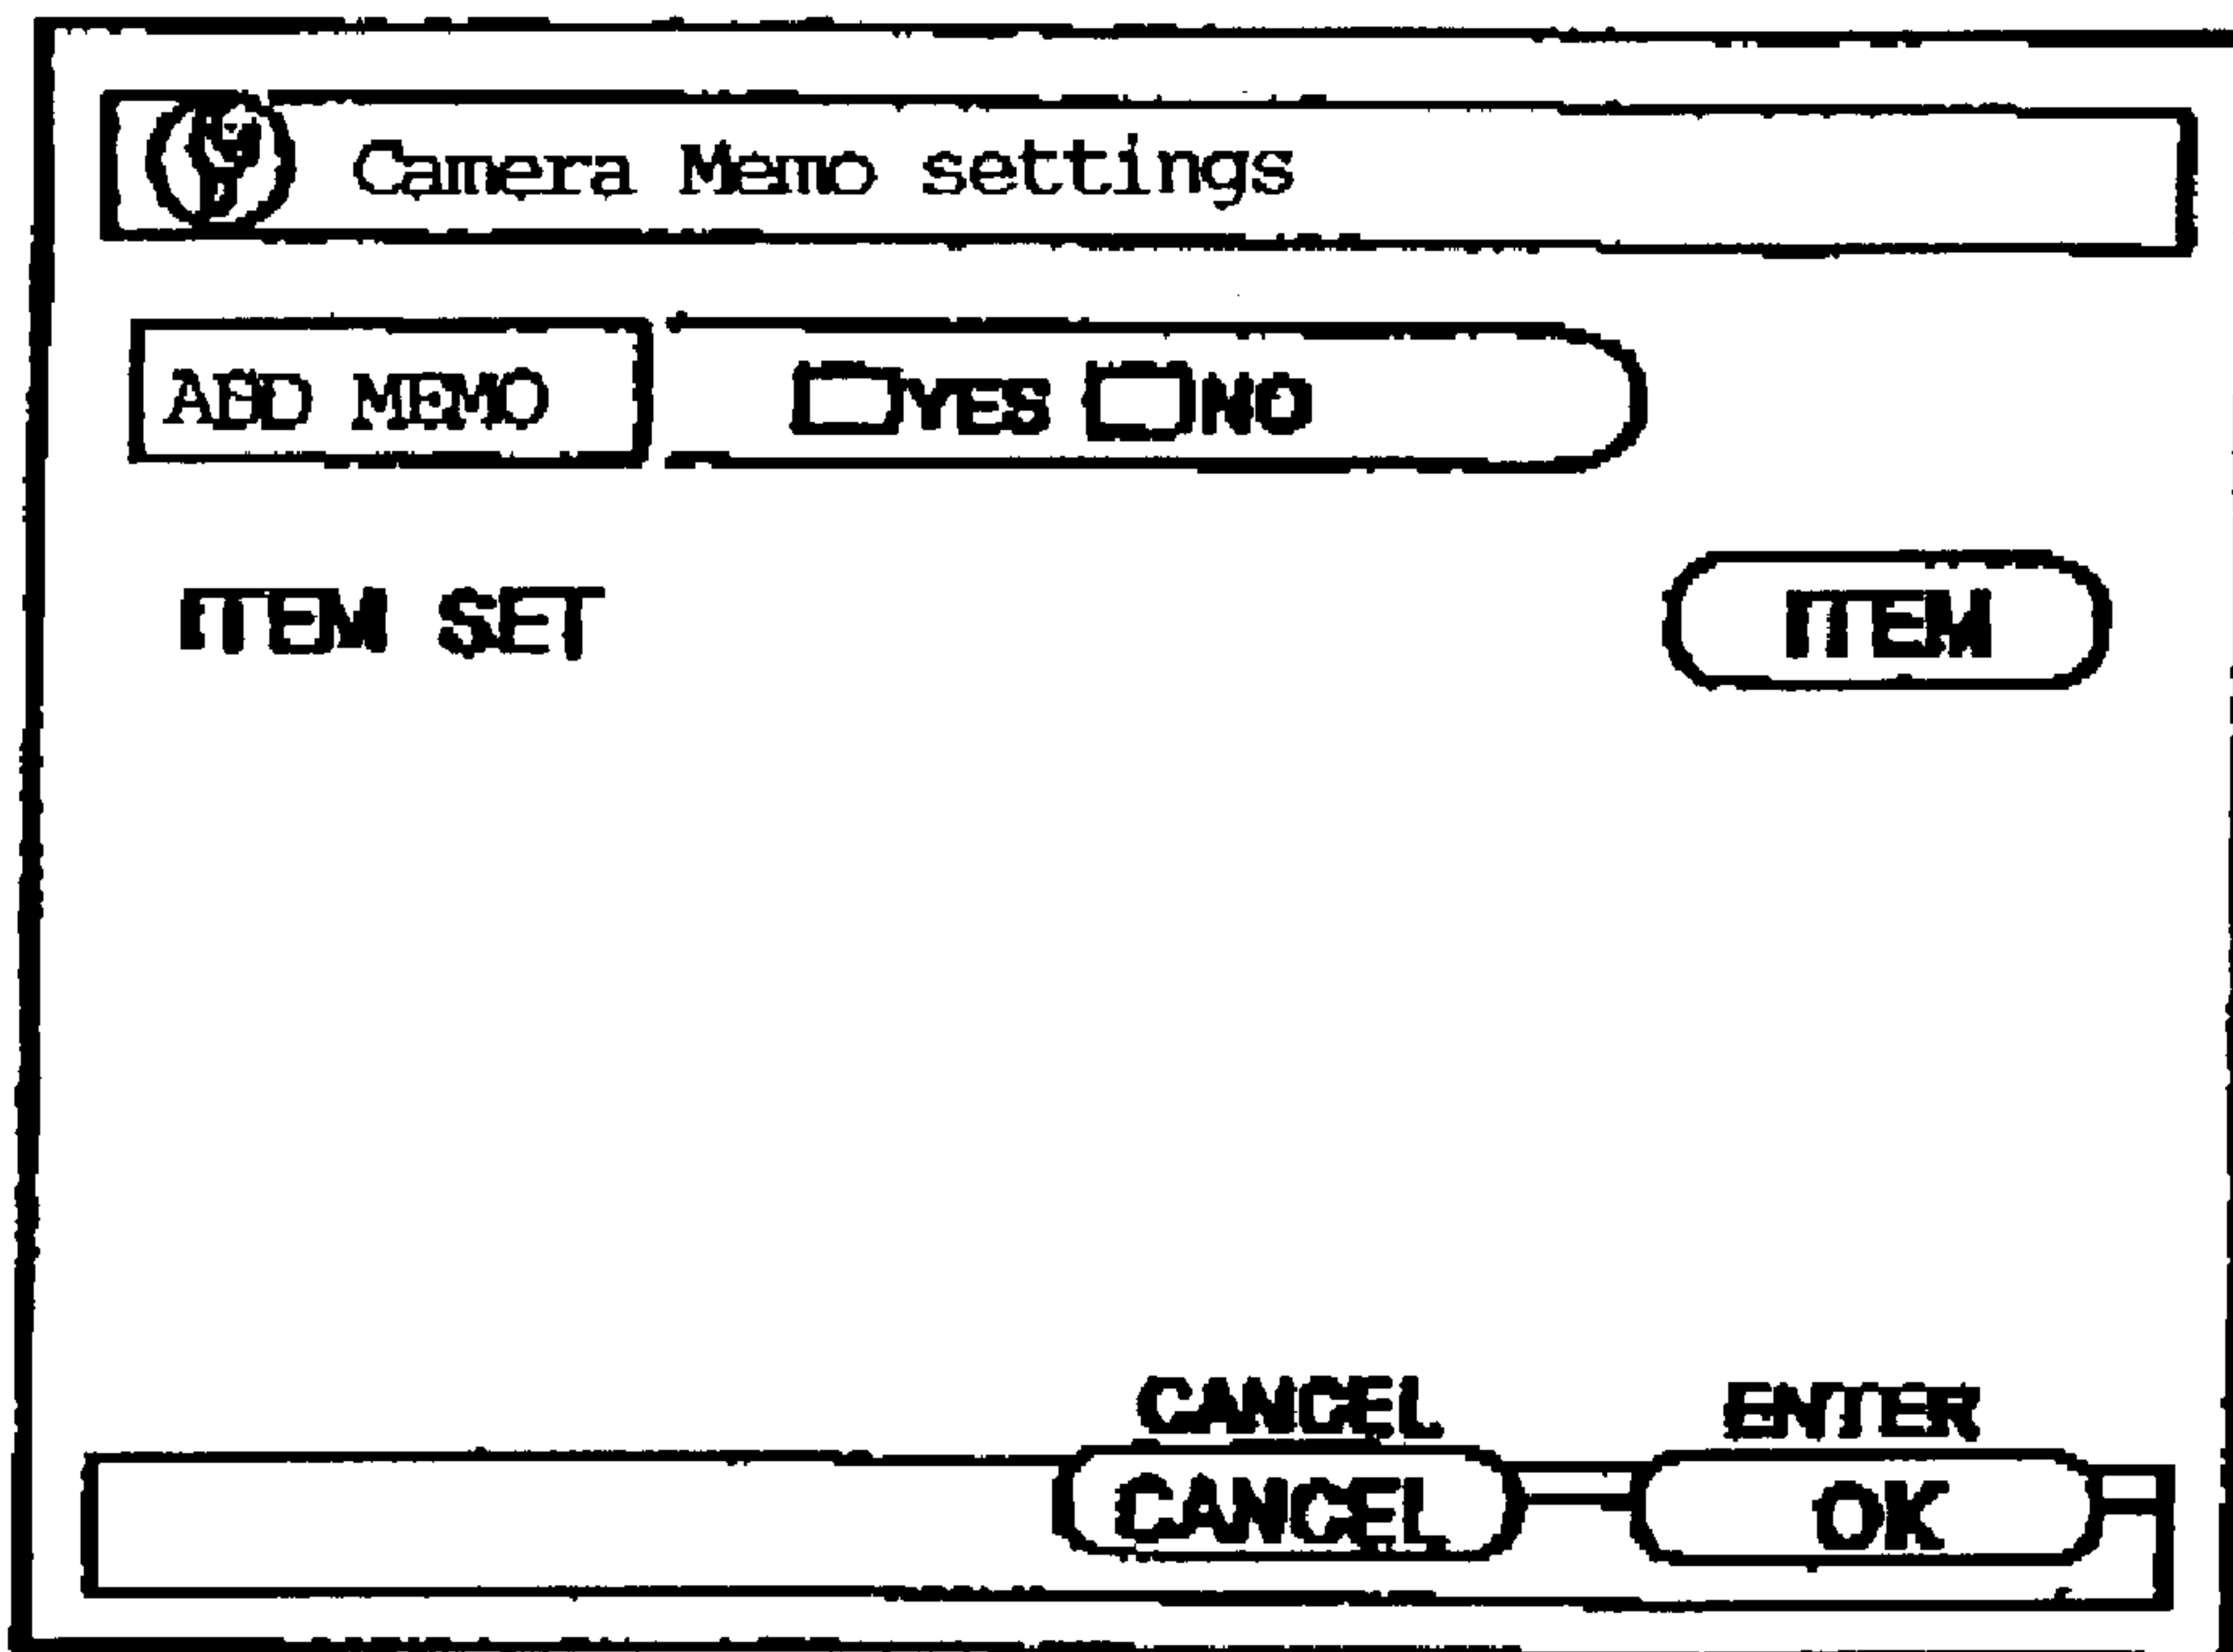 Camera Memo settings
ADD MEMO YES NO
ITEM SET ITEM
CANCEL ENTER
CANCEL OK